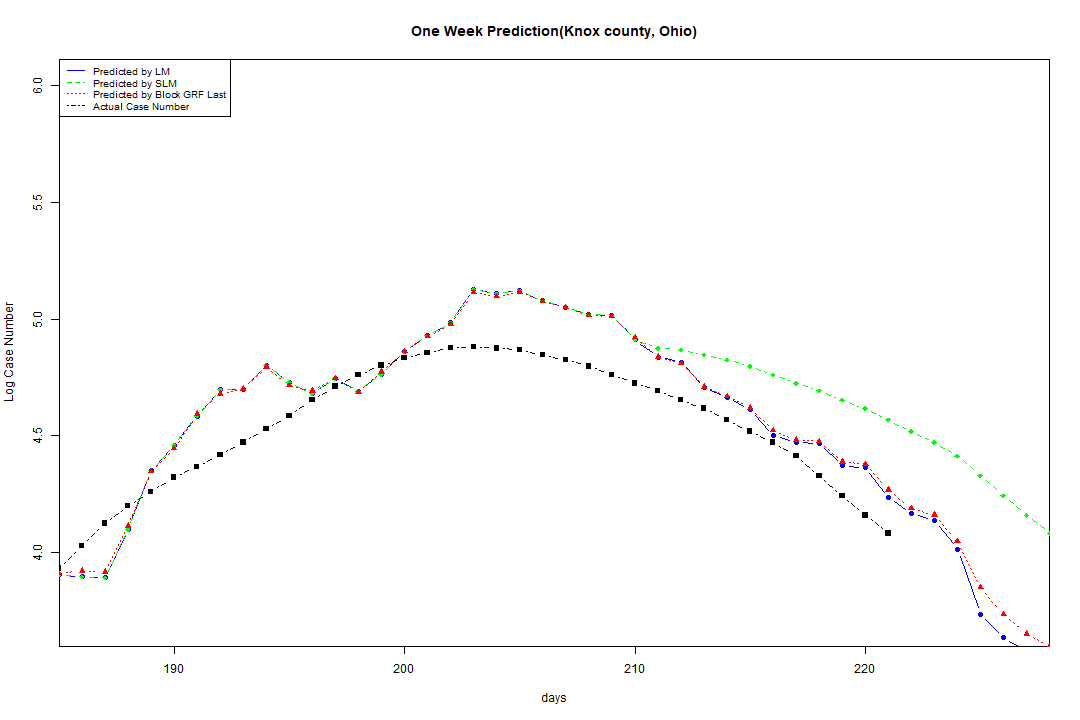 One Week Prediction(Knox county, Ohio)
Predicted by LM
Predicted by SLM
Predicted by Block GRF Last
Actual Case Number
6.0
5.5
5.0
4.5
4.0
Log Case Number
190 200 210 220
days